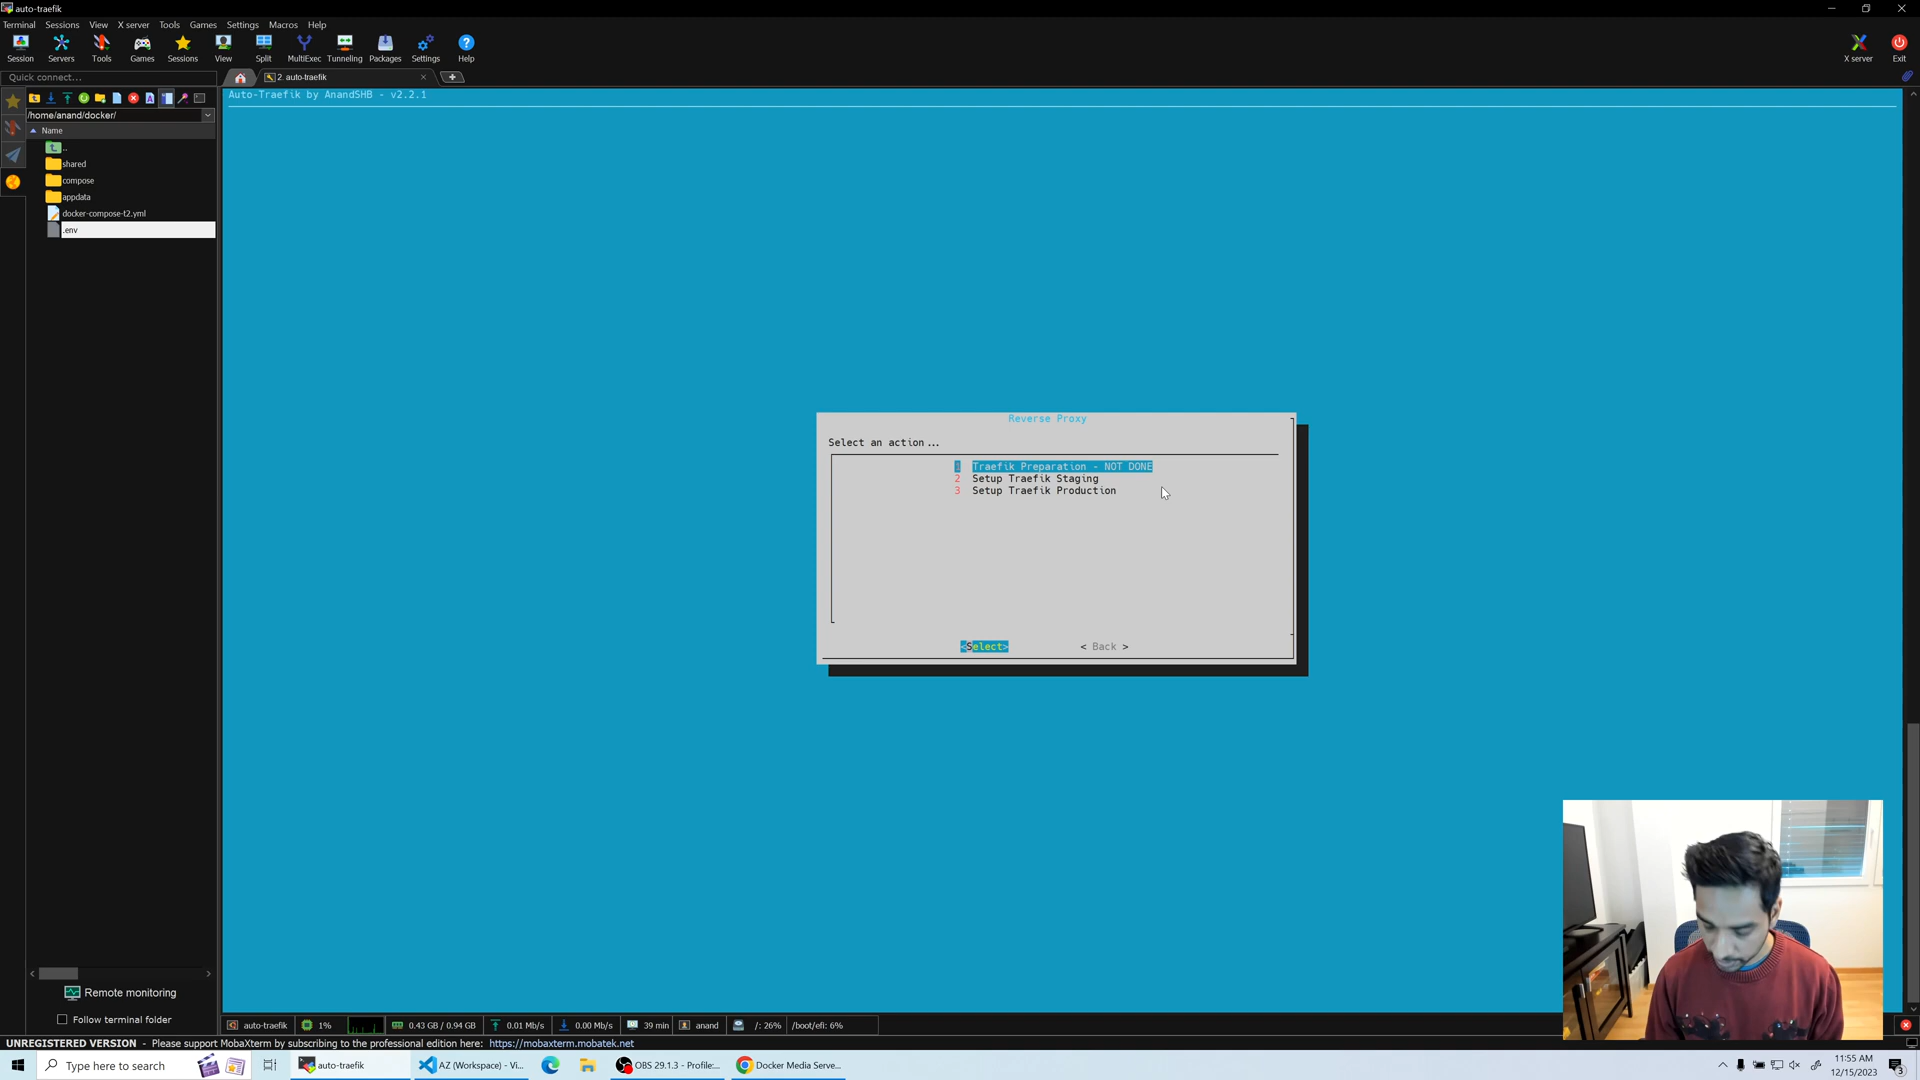 auto-traefik
Terminal Sessions View X server Tools Games Settings Macros Help
Session Servers Tools Games Sessions View Split MultiExec Tunneling Packages Settings Help X server Exit
Quick connect...
2. auto-traefik
/home/anand/docker/
Name
..
shared
compose
appdata
docker-compose-t2.yml
.env
Auto-Traefik by AnandSHB - v2.2.1
Reverse Proxy
Select an action...
1 Traefik Preparation - NOT DONE
2 Setup Traefik Staging
3 Setup Traefik Production
<Select> < Back >
Remote monitoring
Follow terminal folder
auto-traefik 1% 0.43 GB / 0.94 GB 0.01 Mb/s 0.00 Mb/s 39 min anand /: 26% /boot/efi: 6%
UNREGISTERED VERSION - Please support MobaXterm by subscribing to the professional edition here: https://mobaxterm.mobatek.net
Type here to search auto-traefik AZ (Workspace) - Vi... OBS 29.1.3 - Profile:... Docker Media Serve...
11:55 AM
12/15/2023
3